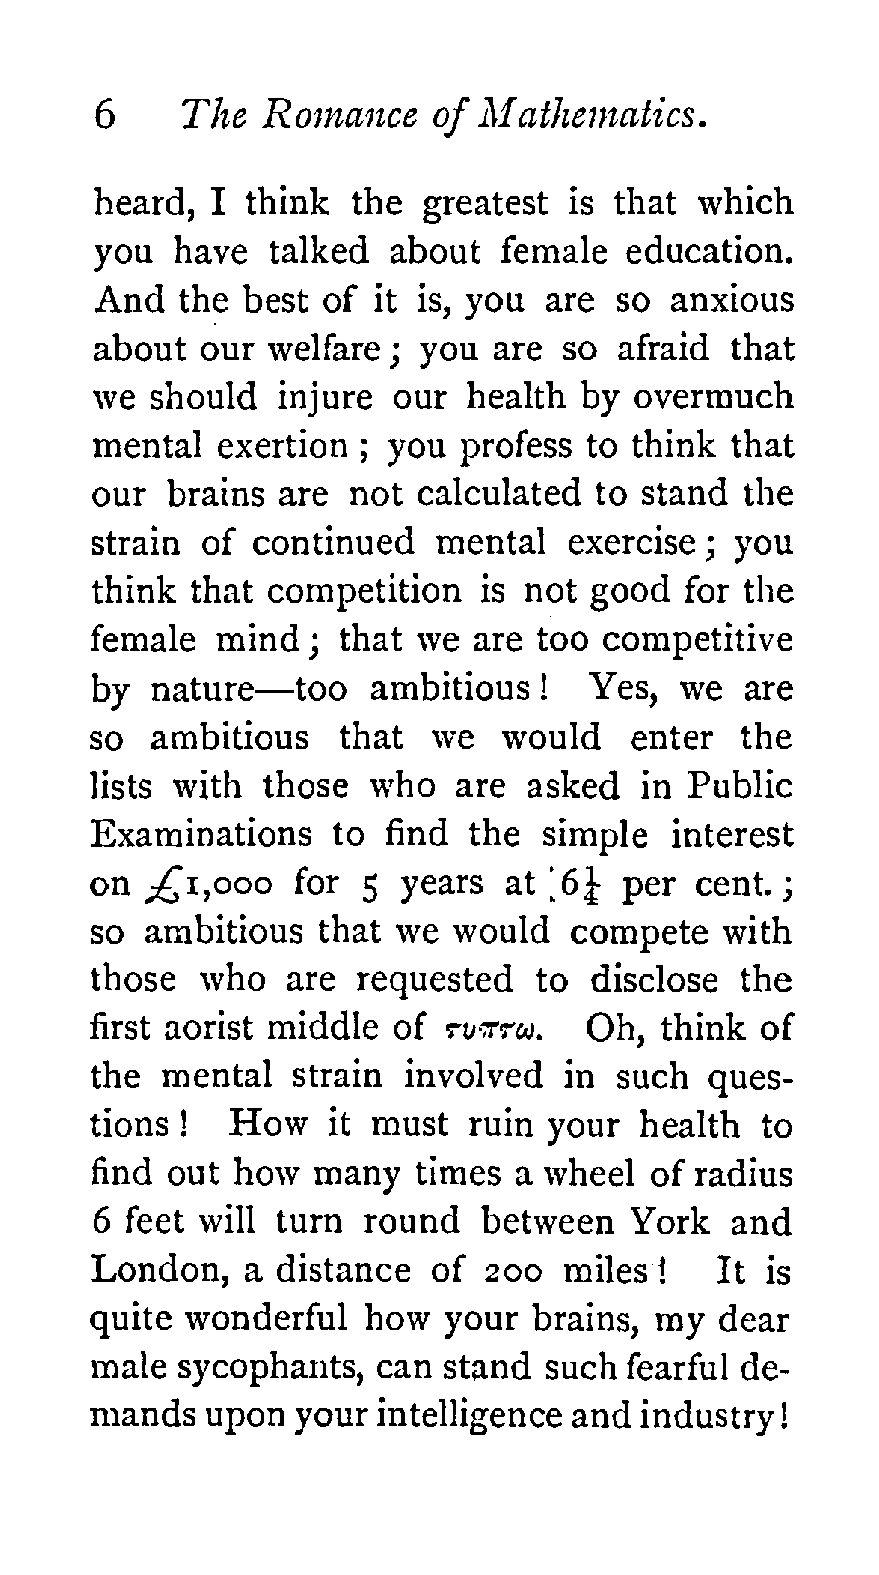 6 The Romance of Mathematics.
heard, I think the greatest is that which
you have talked about female education.
And the best of it is, you are so anxious
about our welfare; you are so afraid that
we should injure our health by overmuch
mental exertion; you profess to think that
our brains are not calculated to stand the
strain of continued mental exercise; you
think that competition is not good for the
female mind; that we are too competitive
by nature—too ambitious! Yes, we are
so ambitious that we would enter the
lists with those who are asked in Public
Examinations to find the simple interest
on £1,000 for 5 years at 6¼ per cent.;
so ambitious that we would compete with
those who are requested to disclose the
first aorist middle of τυπτω. Oh, think of
the mental strain involved in such ques-
tions! How it must ruin your health to
find out how many times a wheel of radius
6 feet will turn round between York and
London, a distance of 200 miles! It is
quite wonderful how your brains, my dear
male sycophants, can stand such fearful de-
mands upon your intelligence and industry!